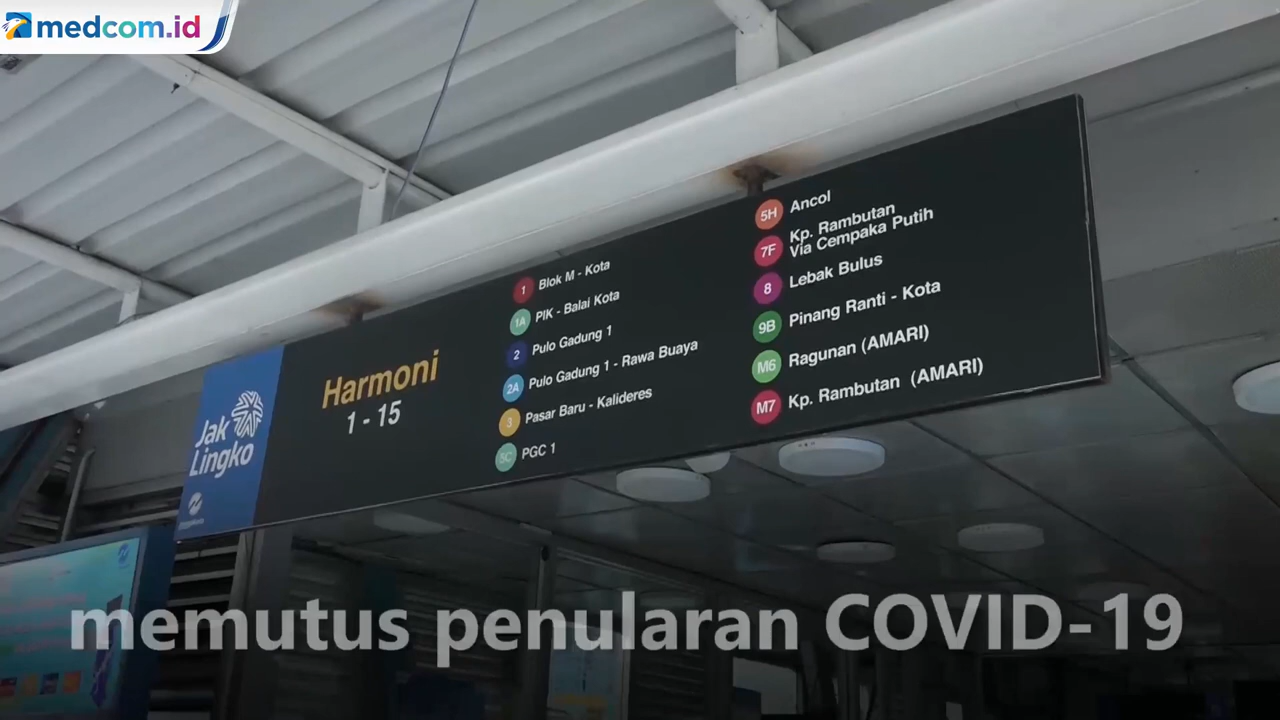 medcom.id
Jak
Lingko
Harmoni
1 - 15
1 Blok M - Kota
1A PIK - Balai Kota
2 Pulo Gadung 1
2A Pulo Gadung 1 - Rawa Buaya
3 Pasar Baru - Kalideres
5C PGC 1
5H Ancol
7F Kp. Rambutan
Via Cempaka Putih
8 Lebak Bulus
9B Pinang Ranti - Kota
M6 Ragunan (AMARI)
M7 Kp. Rambutan (AMARI)
memutus penularan COVID-19